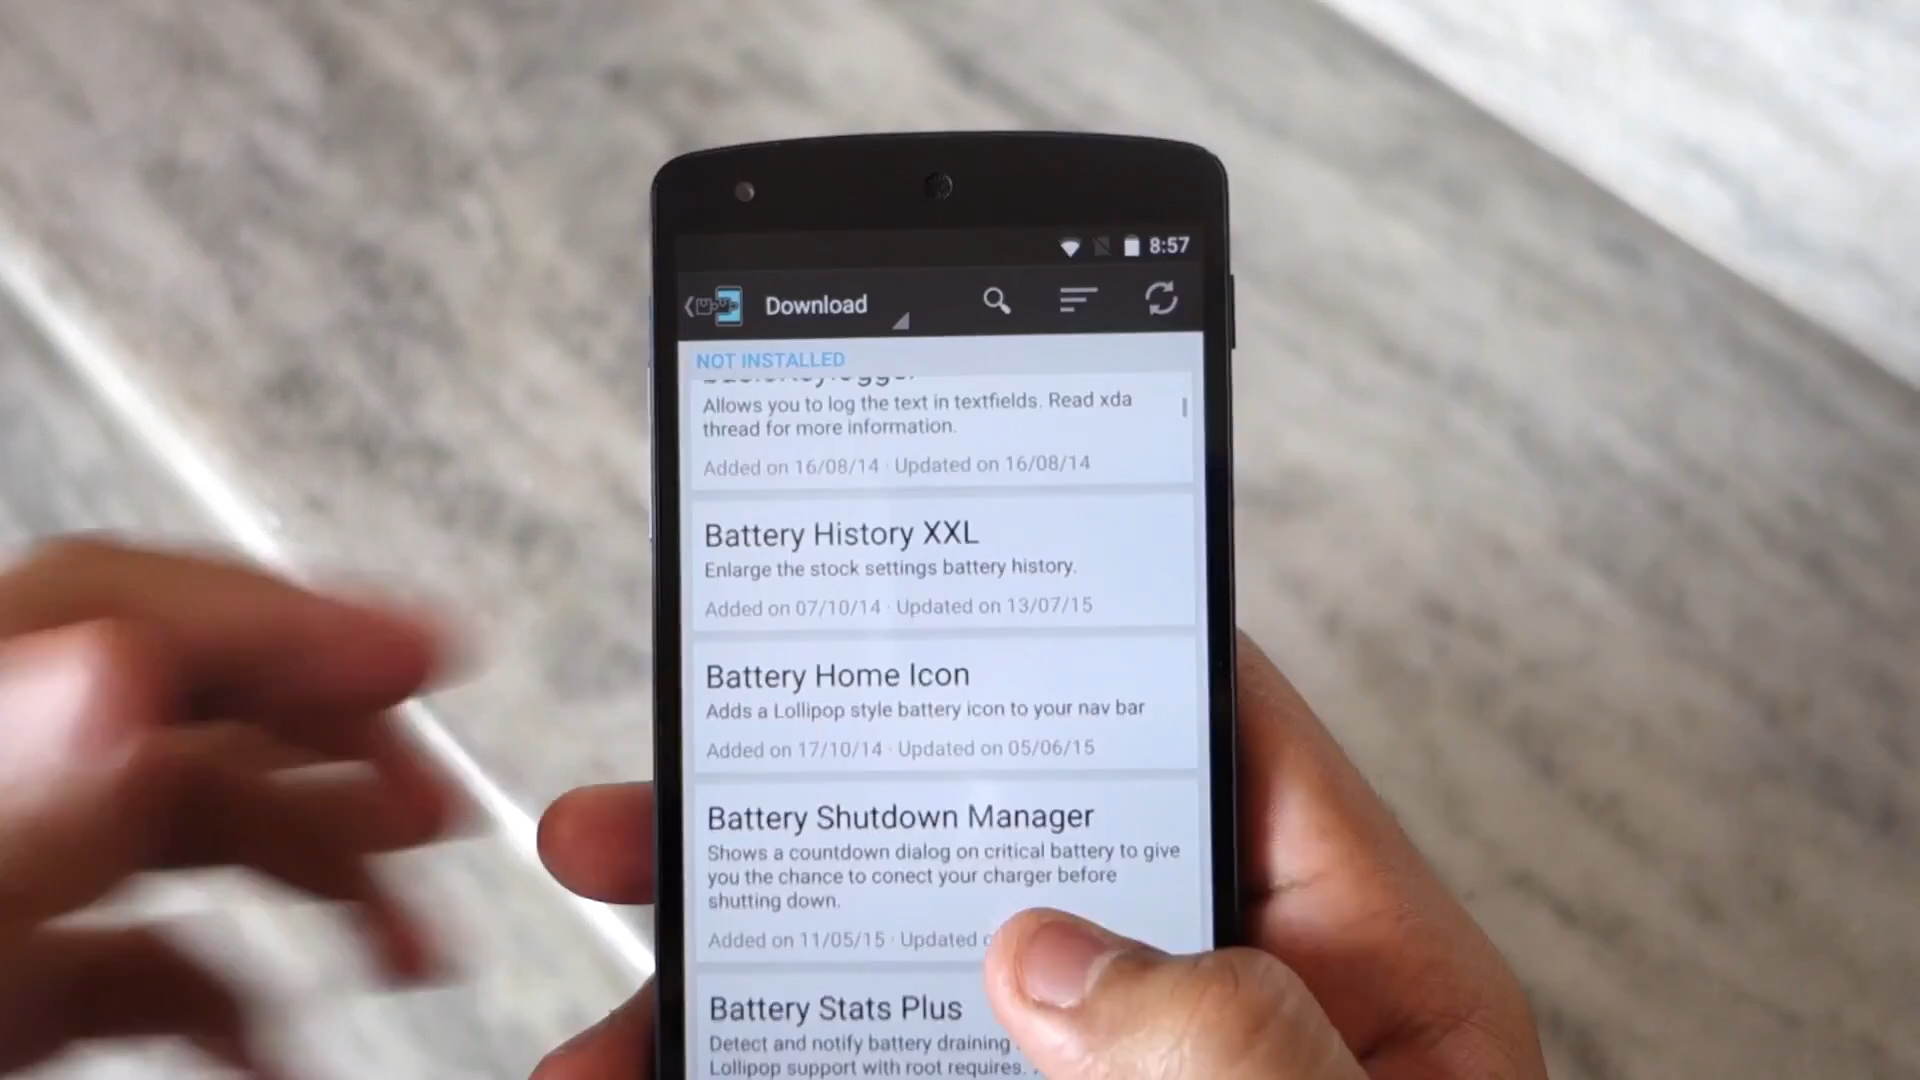 8:57
Download
NOT INSTALLED
Allows you to log the text in textfields. Read xda
thread for more information.
Added on 16/08/14 · Updated on 16/08/14
Battery History XXL
Enlarge the stock settings battery history.
Added on 07/10/14 · Updated on 13/07/15
Battery Home Icon
Adds a Lollipop style battery icon to your nav bar
Added on 17/10/14 · Updated on 05/06/15
Battery Shutdown Manager
Shows a countdown dialog on critical battery to give
you the chance to conect your charger before
shutting down.
Added on 11/05/15 · Updated
Battery Stats Plus
Detect and notify battery draining
Lollipop support with root requires.